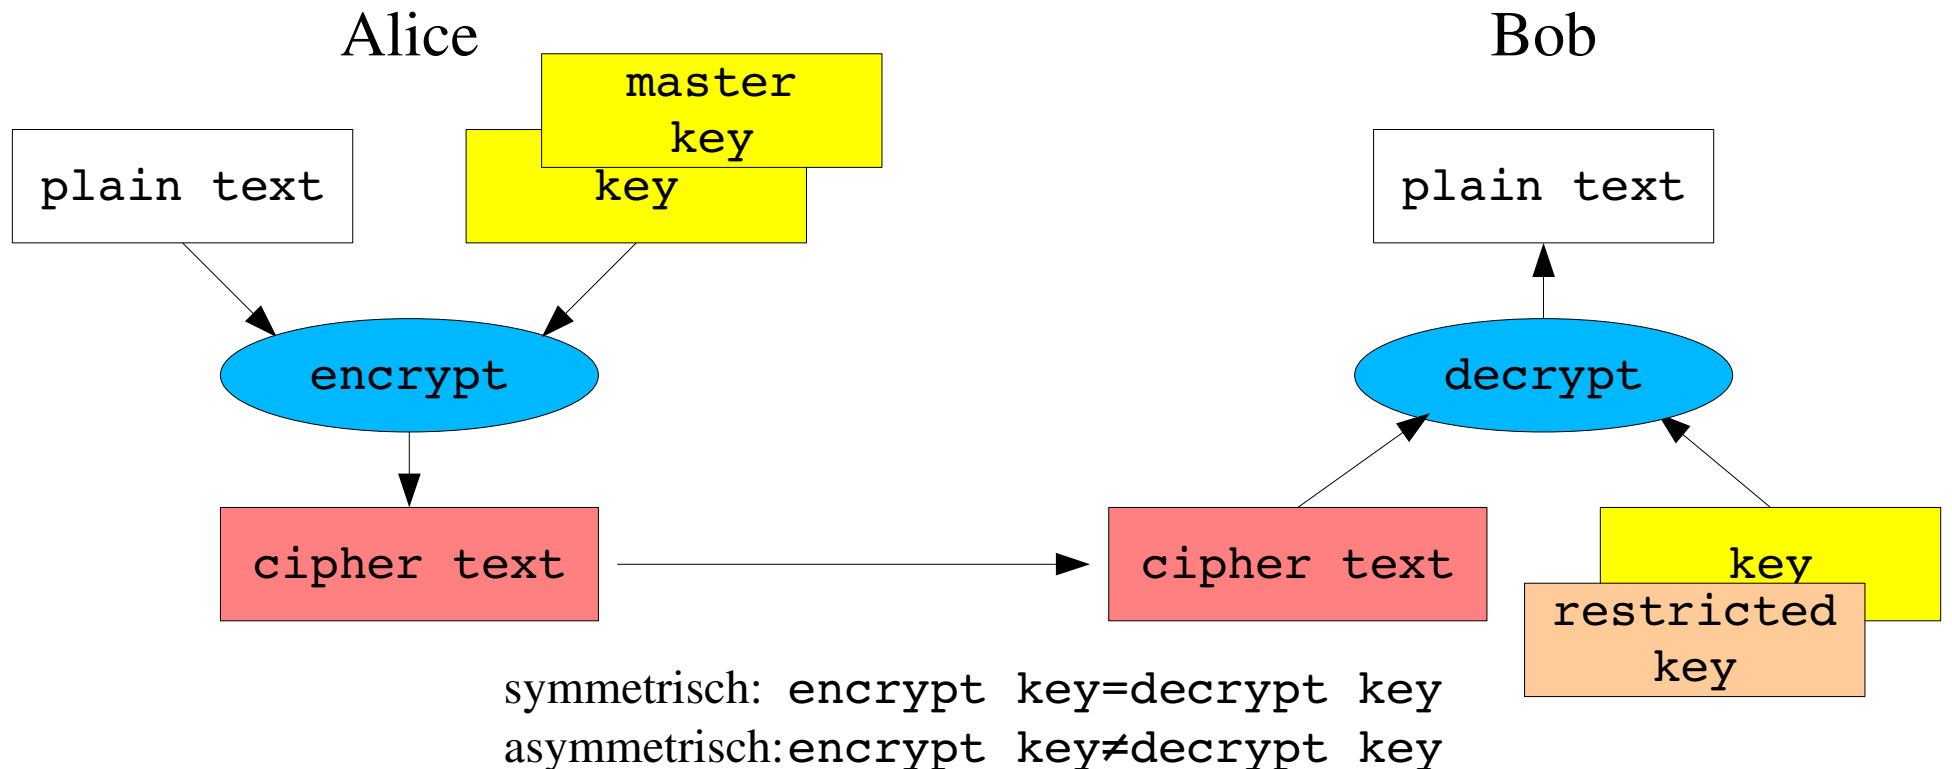 Alice
Bob
master
key
plain text
key
plain text
encrypt
decrypt
cipher text
cipher text
key
restricted
key
symmetrisch: encrypt key=decrypt key
asymmetrisch:encrypt key≠decrypt key